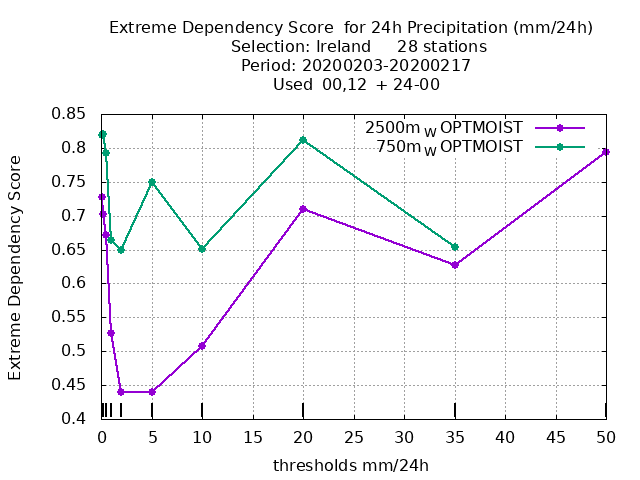 Extreme Dependency Score  for 24h Precipitation (mm/24h)
Selection: Ireland     28 stations
Period: 20200203-20200217
Used  00,12  + 24-00
2500m W OPTMOIST
750m W OPTMOIST
Extreme Dependency Score
0.85
0.8
0.75
0.7
0.65
0.6
0.55
0.5
0.45
0.4
0 5 10 15 20 25 30 35 40 45 50
thresholds mm/24h